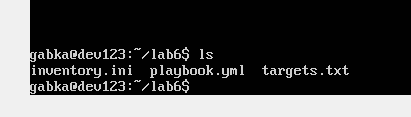 gabka@dev123:~/lab6$ ls
inventory.ini  playbook.yml  targets.txt
gabka@dev123:~/lab6$